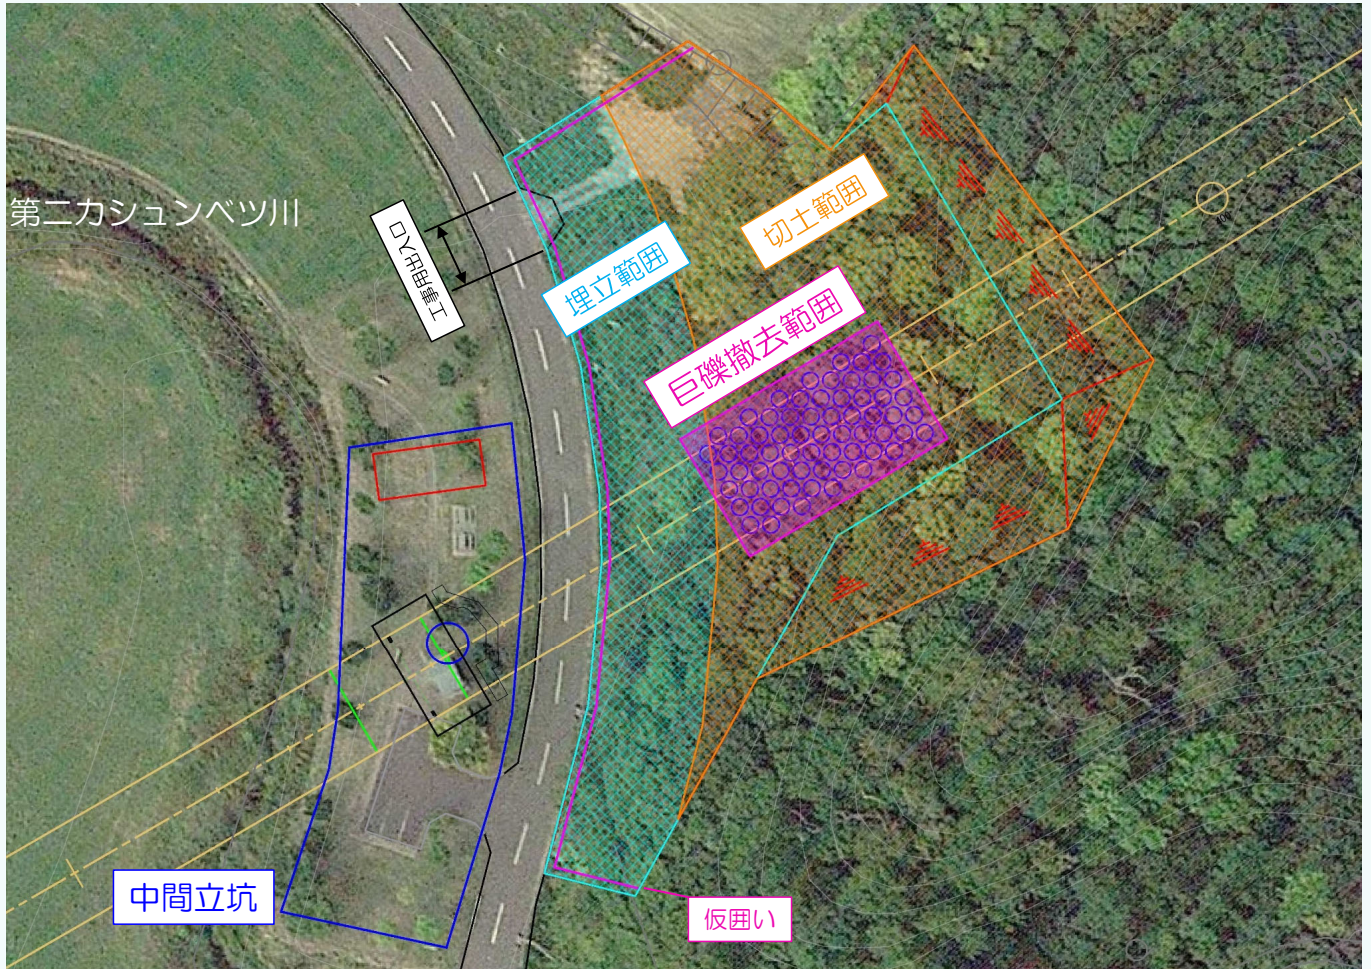 第二カシュンベツ川
工事用出入口
切土範囲
埋立範囲
巨礫撤去範囲
中間立坑
仮囲い